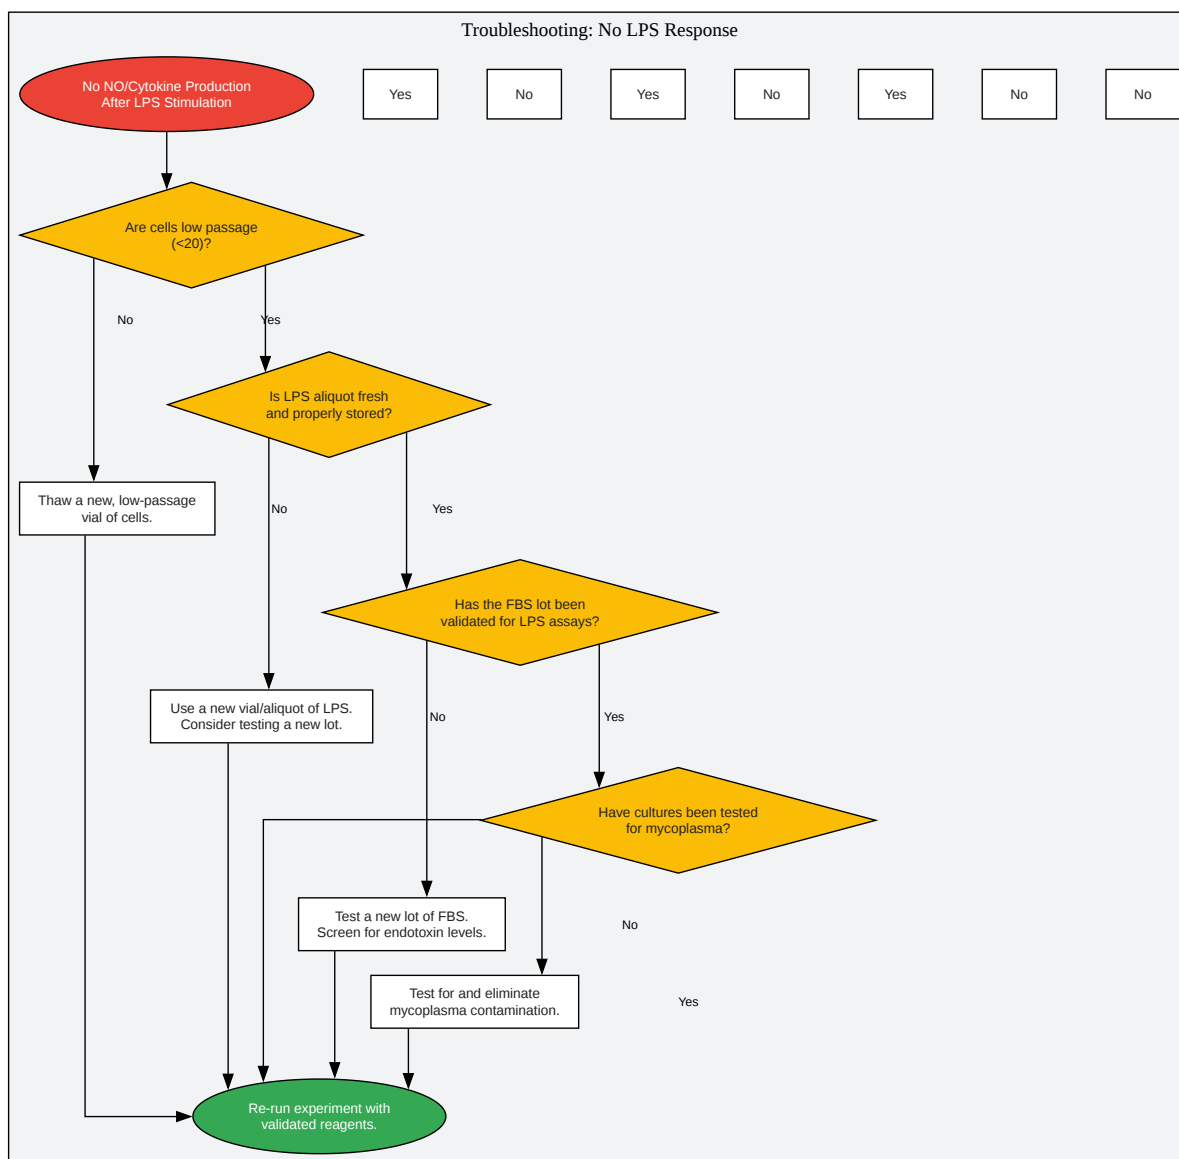 Troubleshooting: No LPS Response
No NO/Cytokine Production
After LPS Stimulation
Yes
No
Yes
No
Yes
No
No
Are cells low passage
(<20)?
No
Yes
Is LPS aliquot fresh
and properly stored?
Thaw a new, low-passage
vial of cells.
No
Yes
Has the FBS lot been
validated for LPS assays?
Use a new vial/aliquot of LPS.
Consider testing a new lot.
No
Yes
Have cultures been tested
for mycoplasma?
Test a new lot of FBS.
Screen for endotoxin levels.
No
Test for and eliminate
mycoplasma contamination.
Yes
Re-run experiment with
validated reagents.